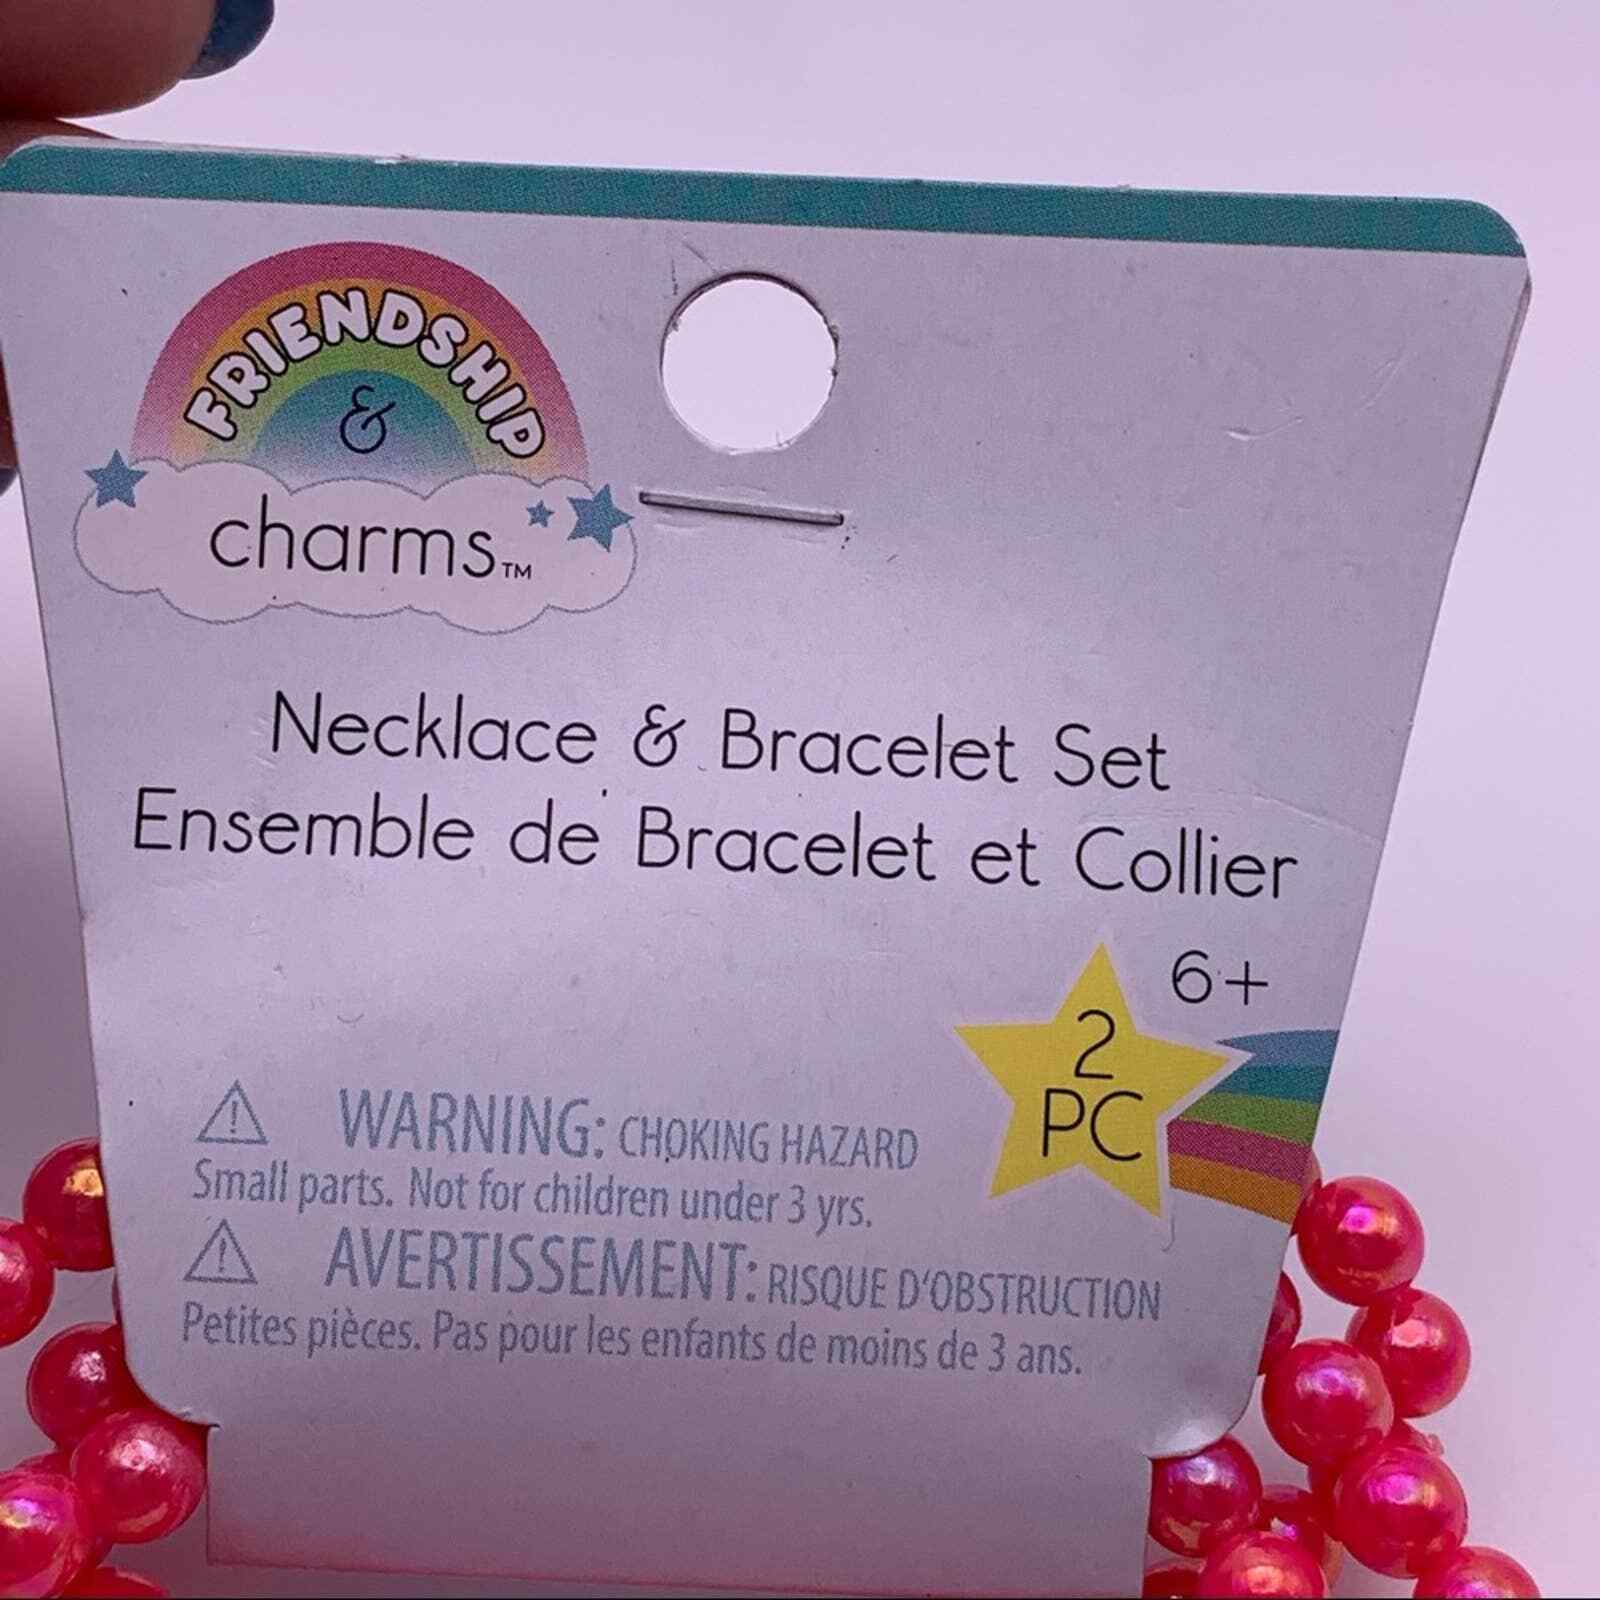 FRIENDSHIP
&
charms™
Necklace & Bracelet Set
Ensemble de Bracelet et Collier
6+
2
PC
⚠ WARNING: CHOKING HAZARD
Small parts. Not for children under 3 yrs.
⚠ AVERTISSEMENT: RISQUE D'OBSTRUCTION
Petites pièces. Pas pour les enfants de moins de 3 ans.